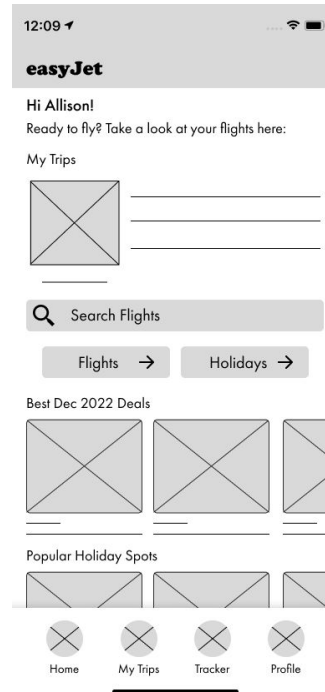 12:09
easyJet
Hi Allison!
Ready to fly? Take a look at your flights here:
My Trips
Search Flights
Flights → Holidays →
Best Dec 2022 Deals
Popular Holiday Spots
Home My Trips Tracker Profile